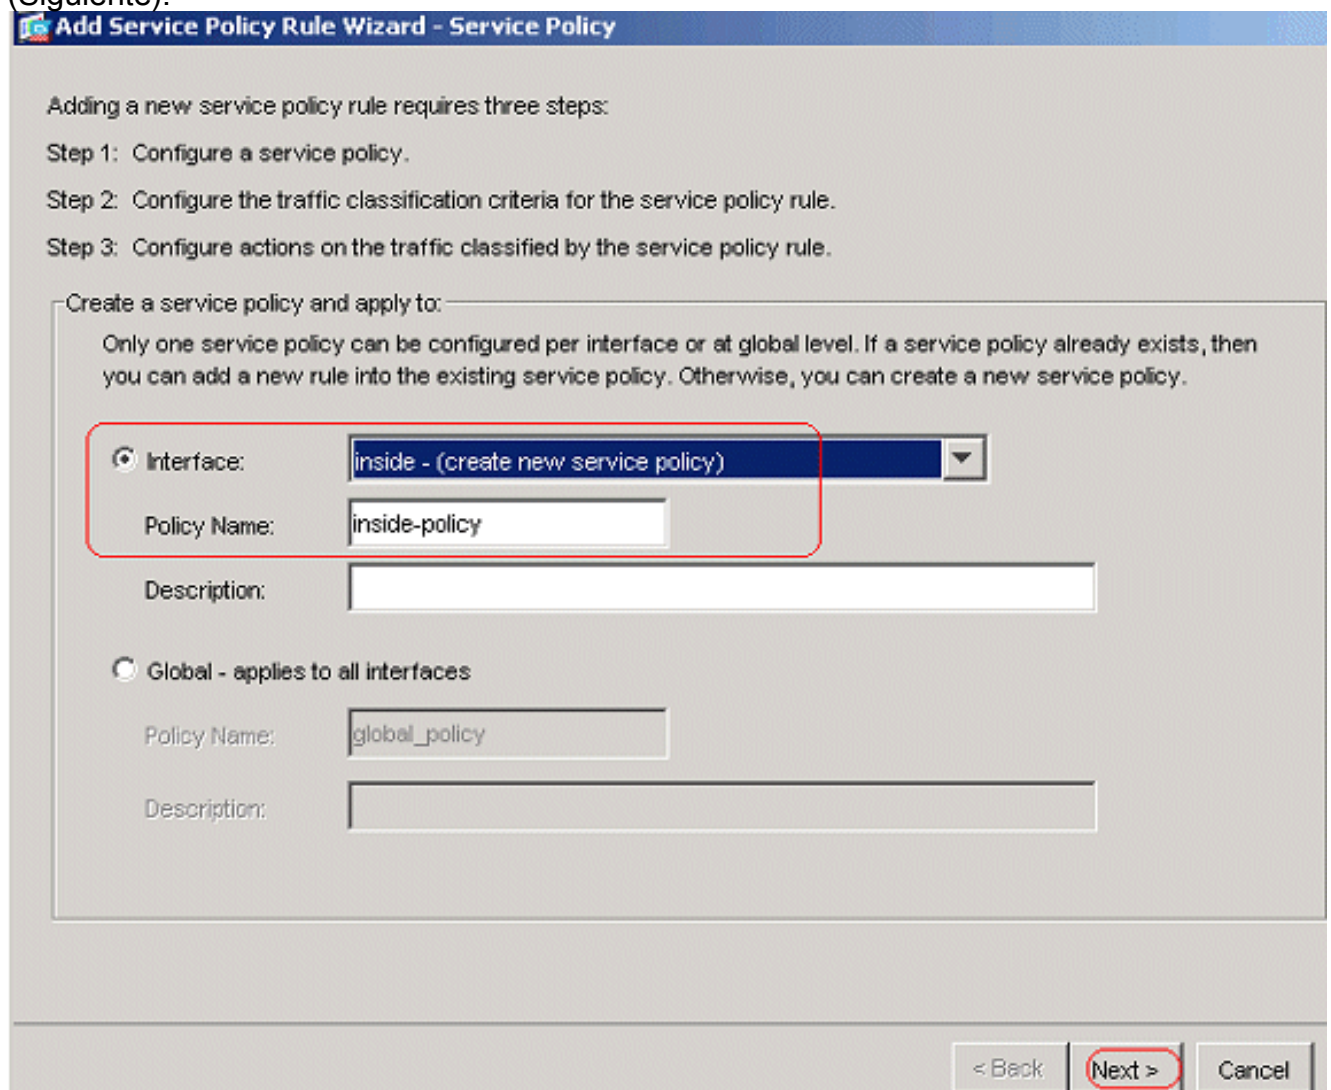 (Siguiente).
Add Service Policy Rule Wizard - Service Policy
Adding a new service policy rule requires three steps:
Step 1: Configure a service policy.
Step 2: Configure the traffic classification criteria for the service policy rule.
Step 3: Configure actions on the traffic classified by the service policy rule.
Create a service policy and apply to:
Only one service policy can be configured per interface or at global level. If a service policy already exists, then
you can add a new rule into the existing service policy. Otherwise, you can create a new service policy.
Interface: inside - (create new service policy)
Policy Name: inside-policy
Description:
Global - applies to all interfaces
Policy Name: global_policy
Description:
< Back Next > Cancel